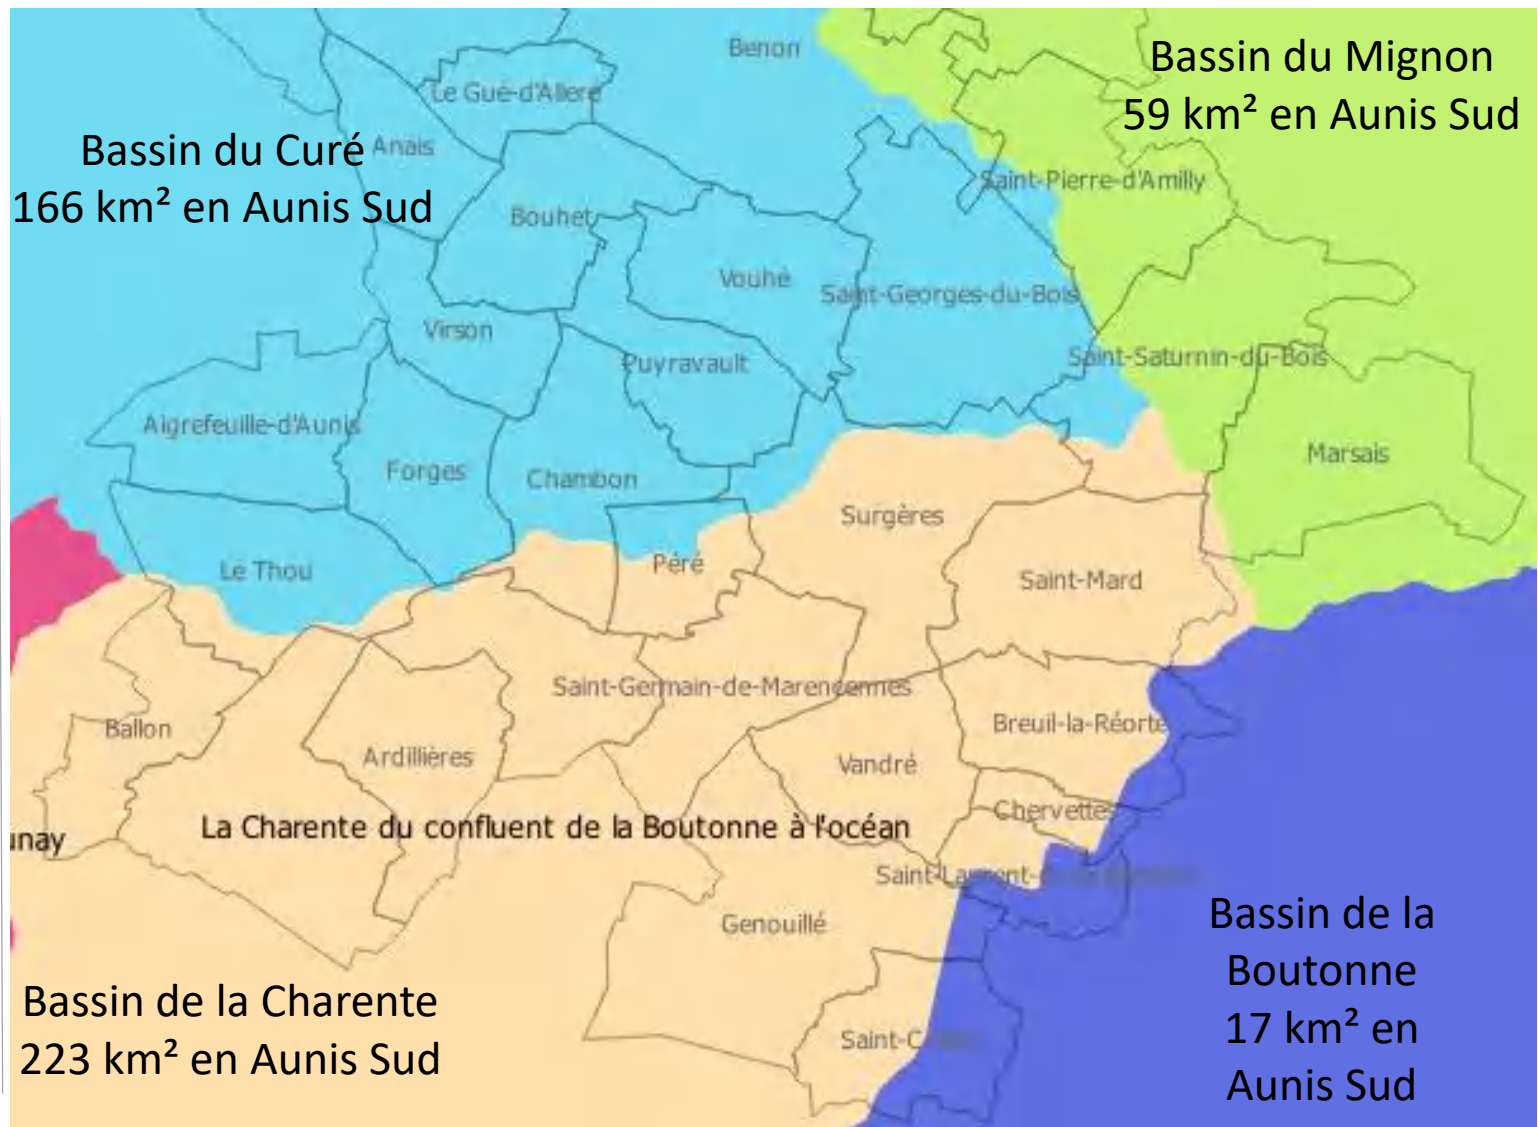 Benon
Bassin du Mignon
59 km² en Aunis Sud
Le Gué-d'Alleré
Bassin du Curé
166 km² en Aunis Sud
Anais
Saint-Pierre-d'Amilly
Bouhet
Vouhé
Saint-Georges-du-Bois
Virson
Puyravault
Saint-Saturnin-du-Bois
Aigrefeuille-d'Aunis
Forges
Chambon
Marsais
Surgères
Le Thou
Péré
Saint-Mard
Saint-Germain-de-Marencennes
Ballon
Ardillières
Vandré
Breuil-la-Réorte
Chervettes
La Charente du confluent de la Boutonne à l'océan
unay
Saint-Laurent-
Genouillé
Bassin de la
Boutonne
17 km² en
Aunis Sud
Bassin de la Charente
223 km² en Aunis Sud
Saint-C